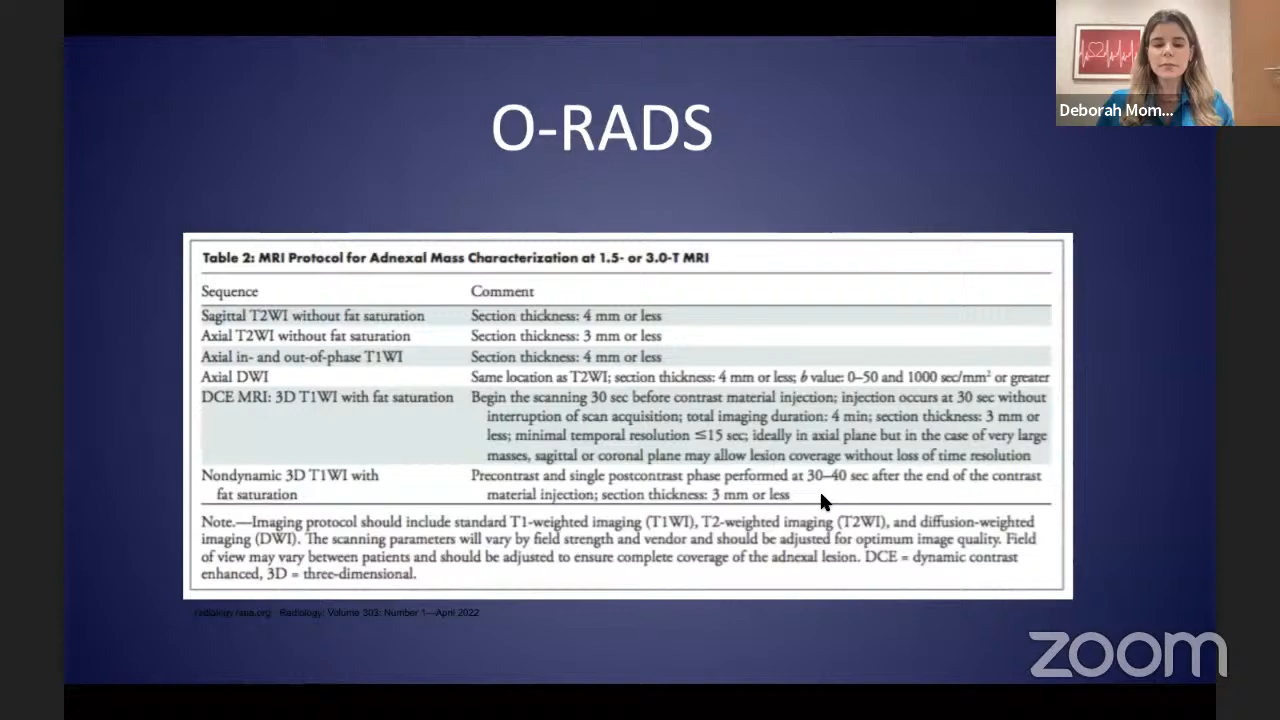 Deborah Mom...
O-RADS
Table 2: MRI Protocol for Adnexal Mass Characterization at 1.5- or 3.0-T MRI
Sequence Comment
Sagittal T2WI without fat saturation Section thickness: 4 mm or less
Axial T2WI without fat saturation Section thickness: 3 mm or less
Axial in- and out-of-phase T1WI Section thickness: 4 mm or less
Axial DWI Same location as T2WI; section thickness: 4 mm or less; b value: 0–50 and 1000 sec/mm² or greater
DCE MRI: 3D T1WI with fat saturation Begin the scanning 30 sec before contrast material injection; injection occurs at 30 sec without
interruption of scan acquisition; total imaging duration: 4 min; section thickness: 3 mm or
less; minimal temporal resolution ≤15 sec; ideally in axial plane but in the case of very large
masses, sagittal or coronal plane may allow lesion coverage without loss of time resolution
Nondynamic 3D T1WI with Precontrast and single postcontrast phase performed at 30–40 sec after the end of the contrast
fat saturation material injection; section thickness: 3 mm or less
Note.—Imaging protocol should include standard T1-weighted imaging (T1WI), T2-weighted imaging (T2WI), and diffusion-weighted
imaging (DWI). The scanning parameters will vary by field strength and vendor and should be adjusted for optimum image quality. Field
of view may vary between patients and should be adjusted to ensure complete coverage of the adnexal lesion. DCE = dynamic contrast
enhanced, 3D = three-dimensional.
radiology.rsna.org Radiology: Volume 303: Number 1—April 2022
zoom